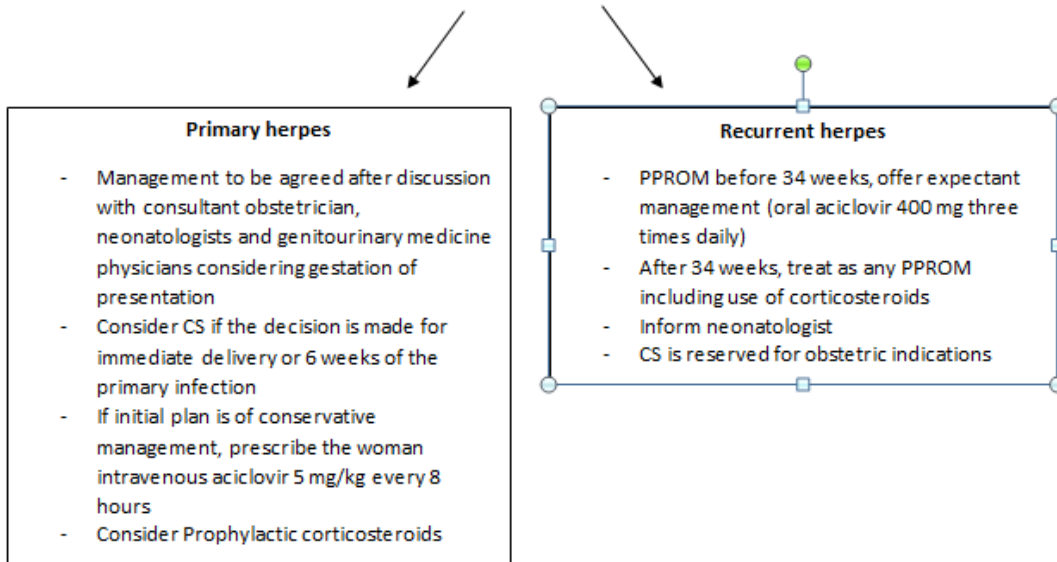 Primary herpes
- Management to be agreed after discussion
with consultant obstetrician,
neonatologists and genitourinary medicine
physicians considering gestation of
presentation
- Consider CS if the decision is made for
immediate delivery or 6 weeks of the
primary infection
- If initial plan is of conservative
management, prescribe the woman
intravenous aciclovir 5 mg/kg every 8
hours
- Consider Prophylactic corticosteroids
Recurrent herpes
- PPROM before 34 weeks, offer expectant
management (oral aciclovir 400 mg three
times daily)
- After 34 weeks, treat as any PPROM
including use of corticosteroids
- Inform neonatologist
- CS is reserved for obstetric indications